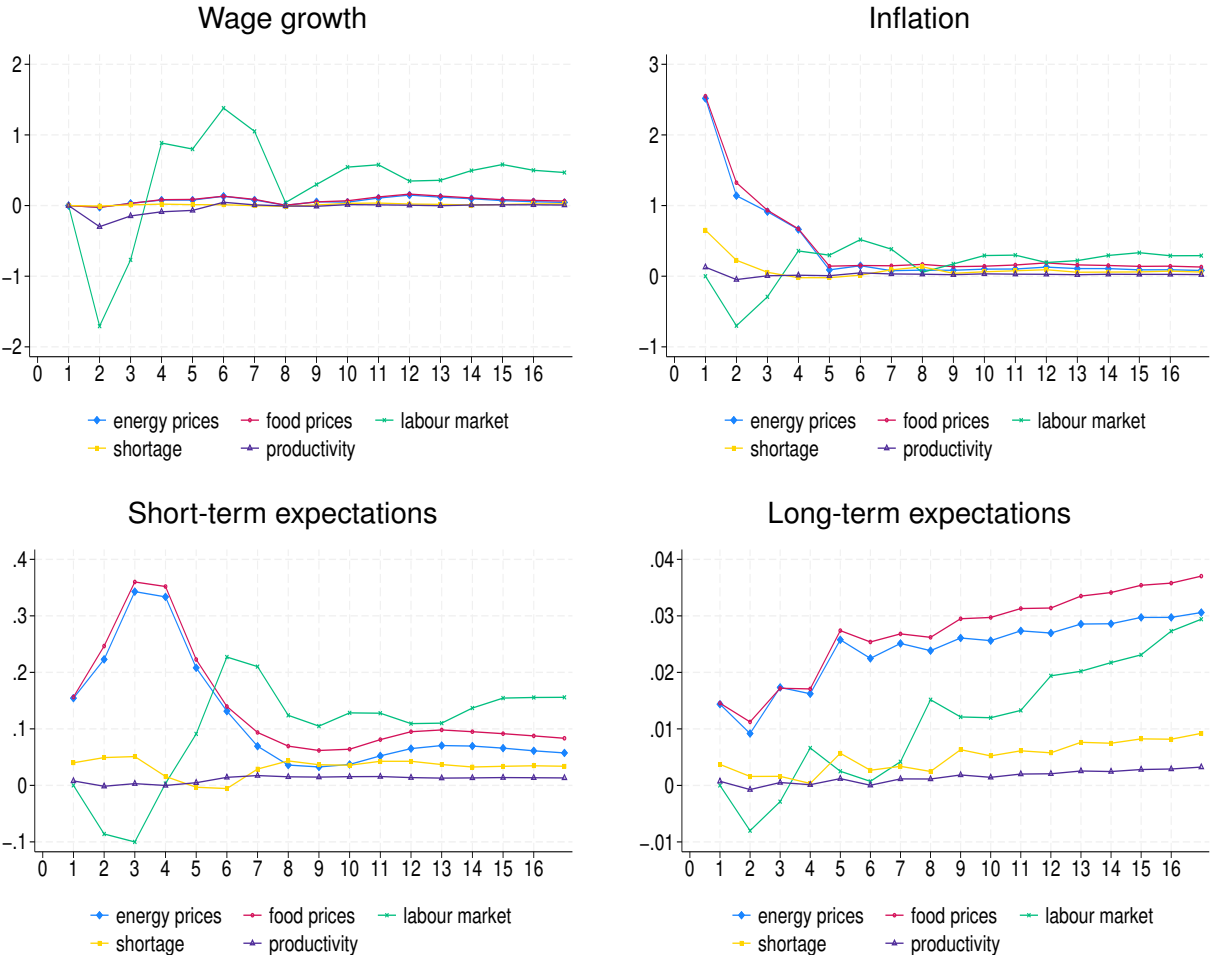 Wage growth
2
1
0
−1
−2
0 1 2 3 4 5 6 7 8 9 10 11 12 13 14 15 16
energy prices food prices labour market
shortage productivity
Inflation
3
2
1
0
−1
0 1 2 3 4 5 6 7 8 9 10 11 12 13 14 15 16
energy prices food prices labour market
shortage productivity
Short-term expectations
.4
.3
.2
.1
0
−.1
0 1 2 3 4 5 6 7 8 9 10 11 12 13 14 15 16
energy prices food prices labour market
shortage productivity
Long-term expectations
.04
.03
.02
.01
0
−.01
0 1 2 3 4 5 6 7 8 9 10 11 12 13 14 15 16
energy prices food prices labour market
shortage productivity